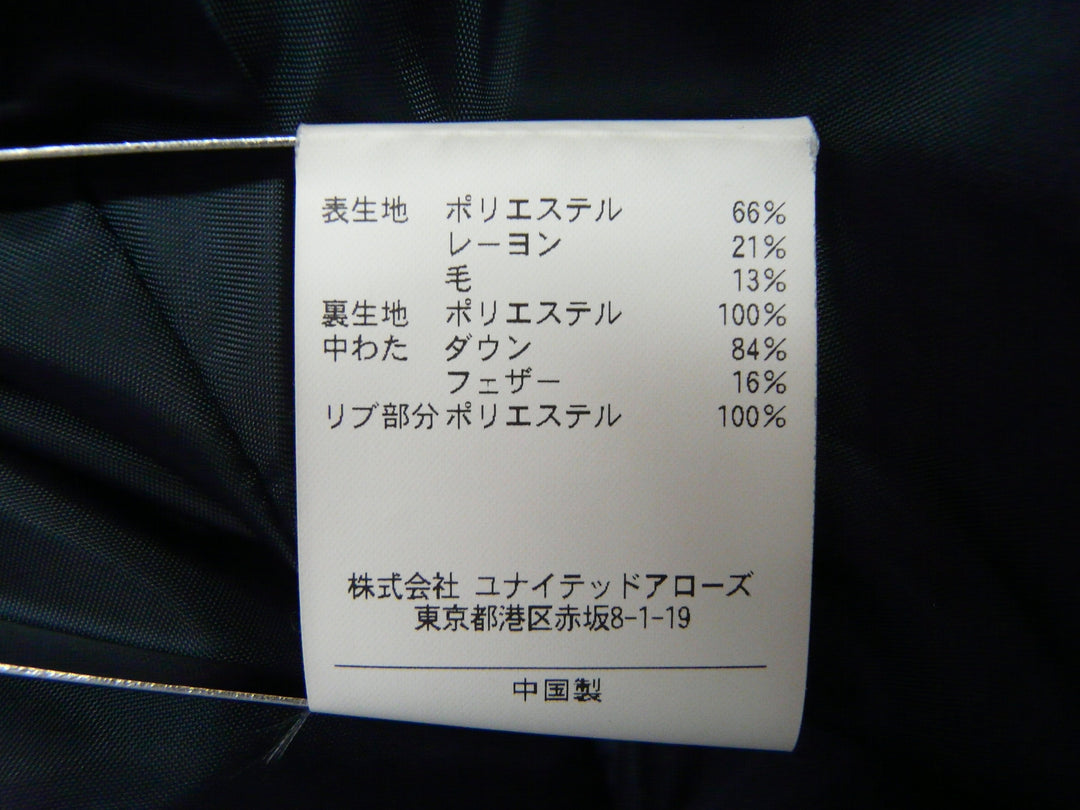 表生地 ポリエステル 66%
レーヨン 21%
毛 13%
裏生地 ポリエステル 100%
中わた ダウン 84%
フェザー 16%
リブ部分 ポリエステル 100%
株式会社 ユナイテッドアローズ
東京都港区赤坂8-1-19
中国製